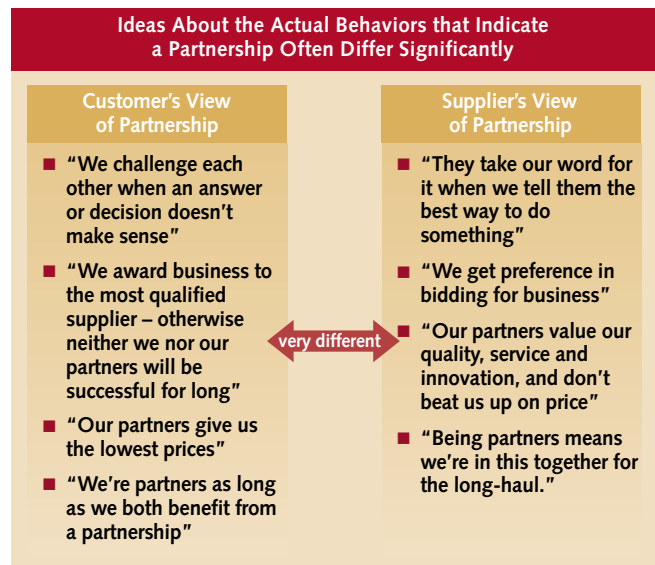 Ideas About the Actual Behaviors that Indicate
a Partnership Often Differ Significantly
Customer's View
of Partnership
■ “We challenge each
other when an answer
or decision doesn't
make sense”
■ “We award business to
the most qualified
supplier – otherwise
neither we nor our
partners will be
successful for long”
■ “Our partners give us
the lowest prices”
■ “We're partners as long
as we both benefit from
a partnership”
very different
Supplier's View
of Partnership
■ “They take our word for
it when we tell them the
best way to do
something”
■ “We get preference in
bidding for business”
■ “Our partners value our
quality, service and
innovation, and don't
beat us up on price”
■ “Being partners means
we're in this together for
the long-haul.”